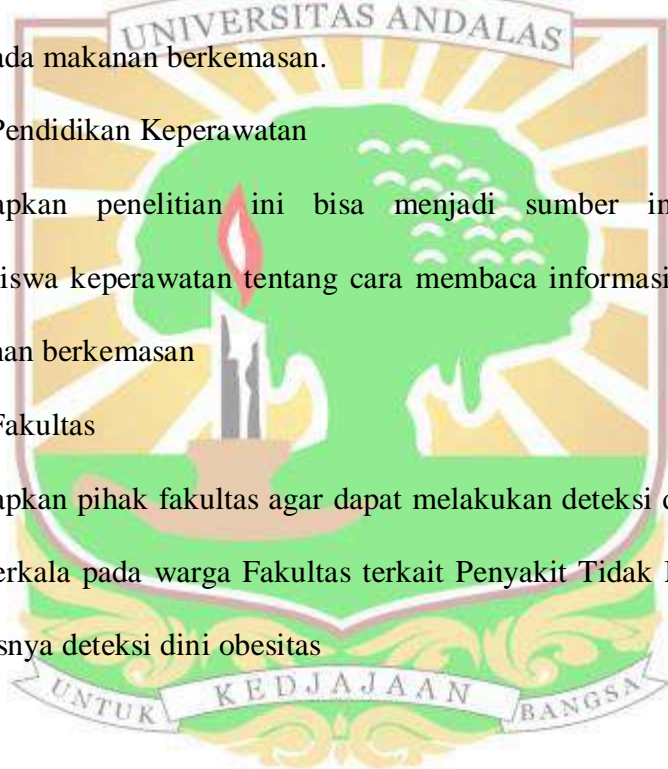 UNIVERSITAS ANDALAS
ada makanan berkemasan.
Pendidikan Keperawatan
apkan penelitian ini bisa menjadi sumber in
iswa keperawatan tentang cara membaca informasi
nan berkemasan
Fakultas
apkan pihak fakultas agar dapat melakukan deteksi d
erkala pada warga Fakultas terkait Penyakit Tidak
snya deteksi dini obesitas
UNTUK KEDJAJAAN BANGSA